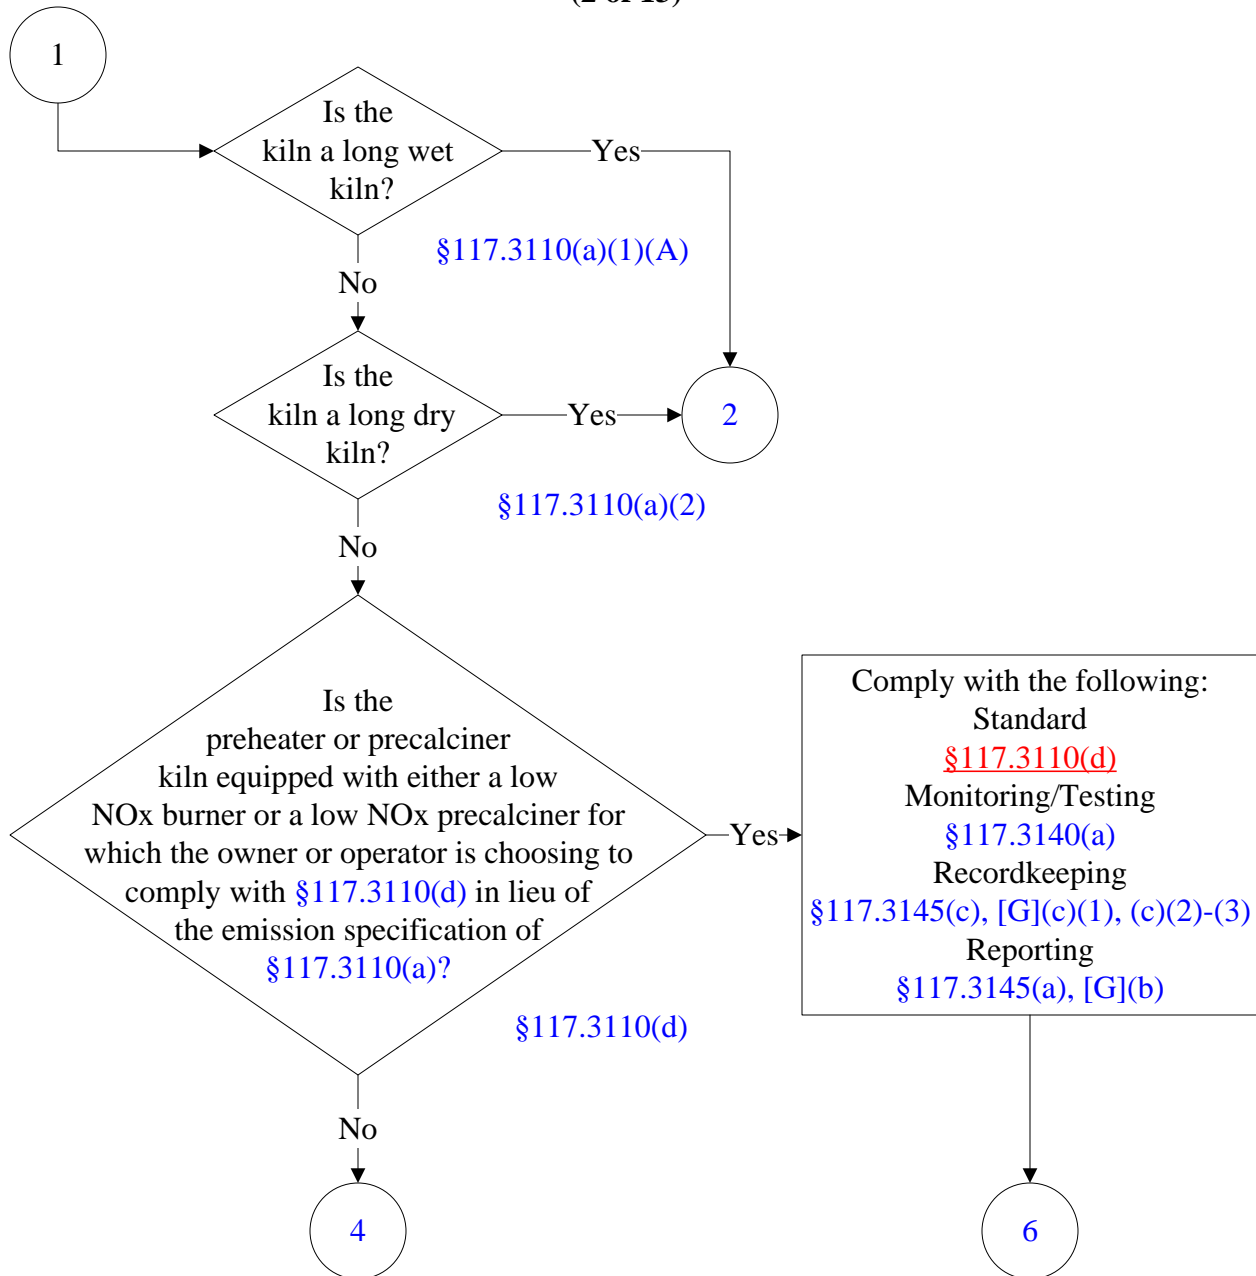 (2 of 15)
1
Is the
kiln a long wet
kiln?
Yes
§117.3110(a)(1)(A)
No
Is the
kiln a long dry
kiln?
Yes
2
§117.3110(a)(2)
No
Is the
preheater or precalciner
kiln equipped with either a low
NOx burner or a low NOx precalciner for
which the owner or operator is choosing to
comply with §117.3110(d) in lieu of
the emission specification of
§117.3110(a)?
Yes
§117.3110(d)
No
4
Comply with the following:
Standard
§117.3110(d)
Monitoring/Testing
§117.3140(a)
Recordkeeping
§117.3145(c), [G](c)(1), (c)(2)-(3)
Reporting
§117.3145(a), [G](b)
6